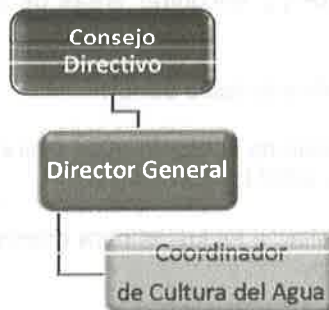 Consejo
Directivo
Director General
Coordinador
de Cultura del Agua